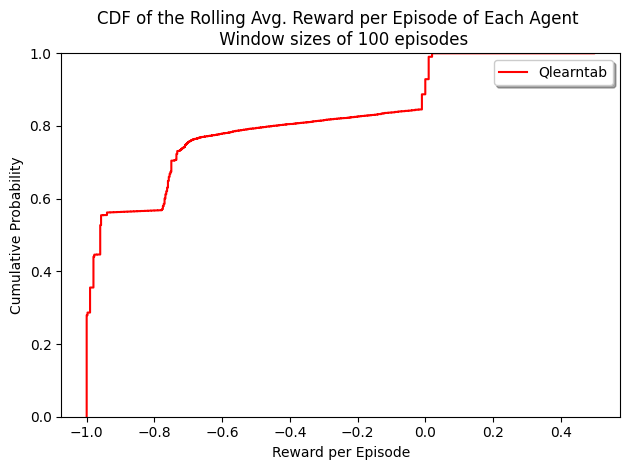 CDF of the Rolling Avg. Reward per Episode of Each Agent
Window sizes of 100 episodes
Qlearntab
1.0
0.8
0.6
0.4
0.2
0.0
Cumulative Probability
−1.0 −0.8 −0.6 −0.4 −0.2 0.0 0.2 0.4
Reward per Episode